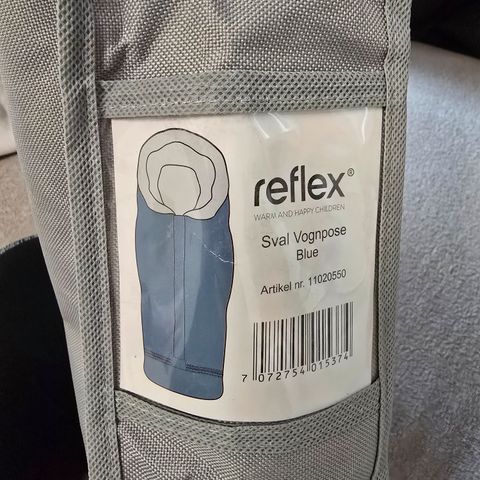 reflex®
WARM AND HAPPY CHILDREN
Sval Vognpose
Blue
Artikel nr. 11020550
7 072754 015374